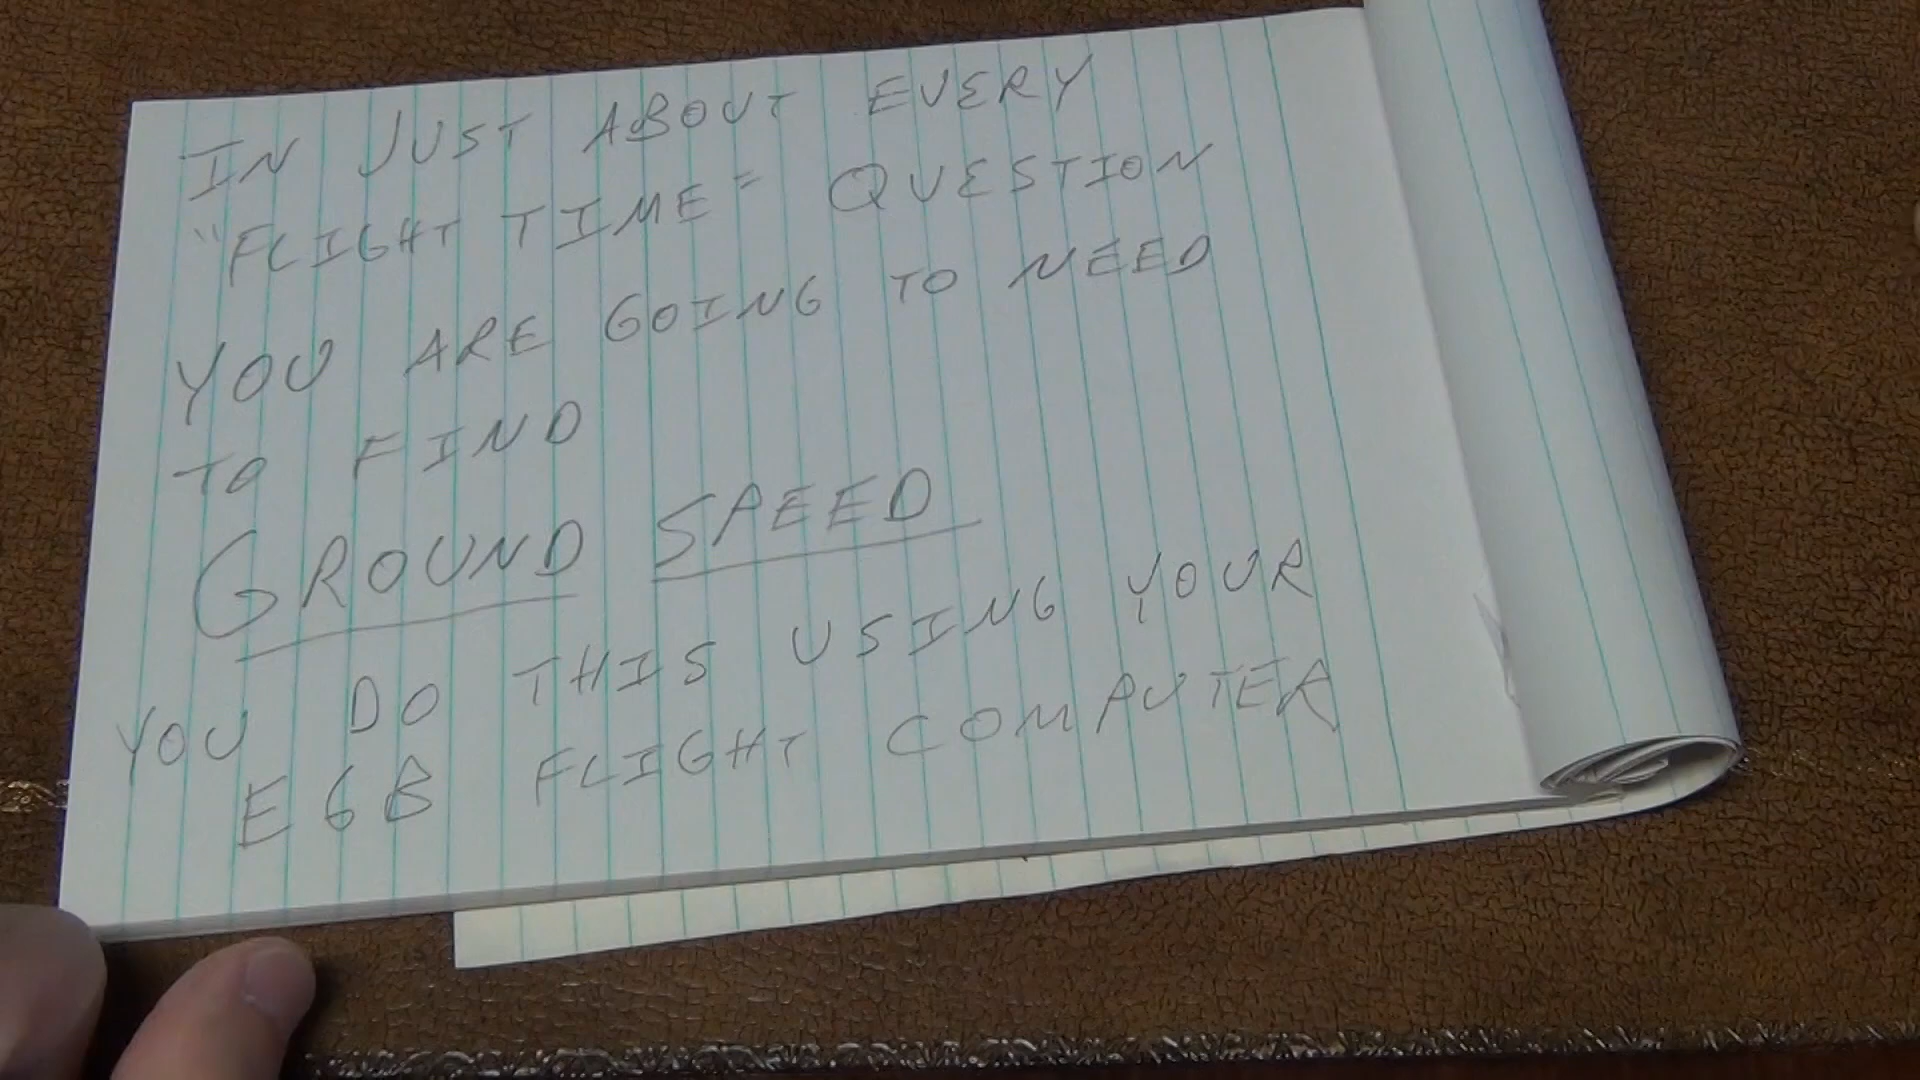 IN JUST ABOUT EVERY
"FLIGHT TIME" QUESTION
YOU ARE GOING TO NEED
TO FIND
GROUND SPEED
YOU DO THIS USING YOUR
E6B FLIGHT COMPUTER